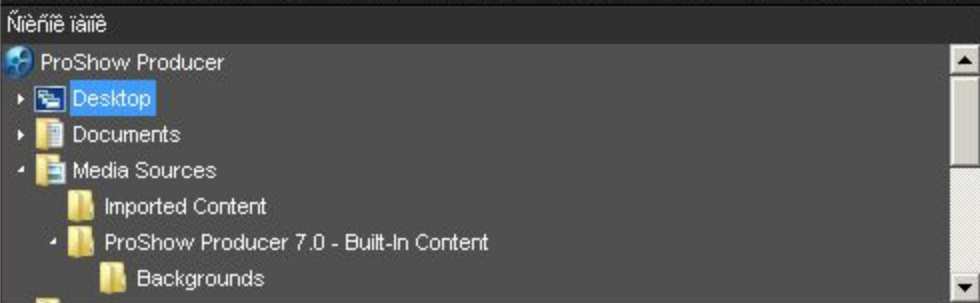 Ñïèñîê ïàïîê
ProShow Producer
Desktop
Documents
Media Sources
Imported Content
ProShow Producer 7.0 - Built-In Content
Backgrounds